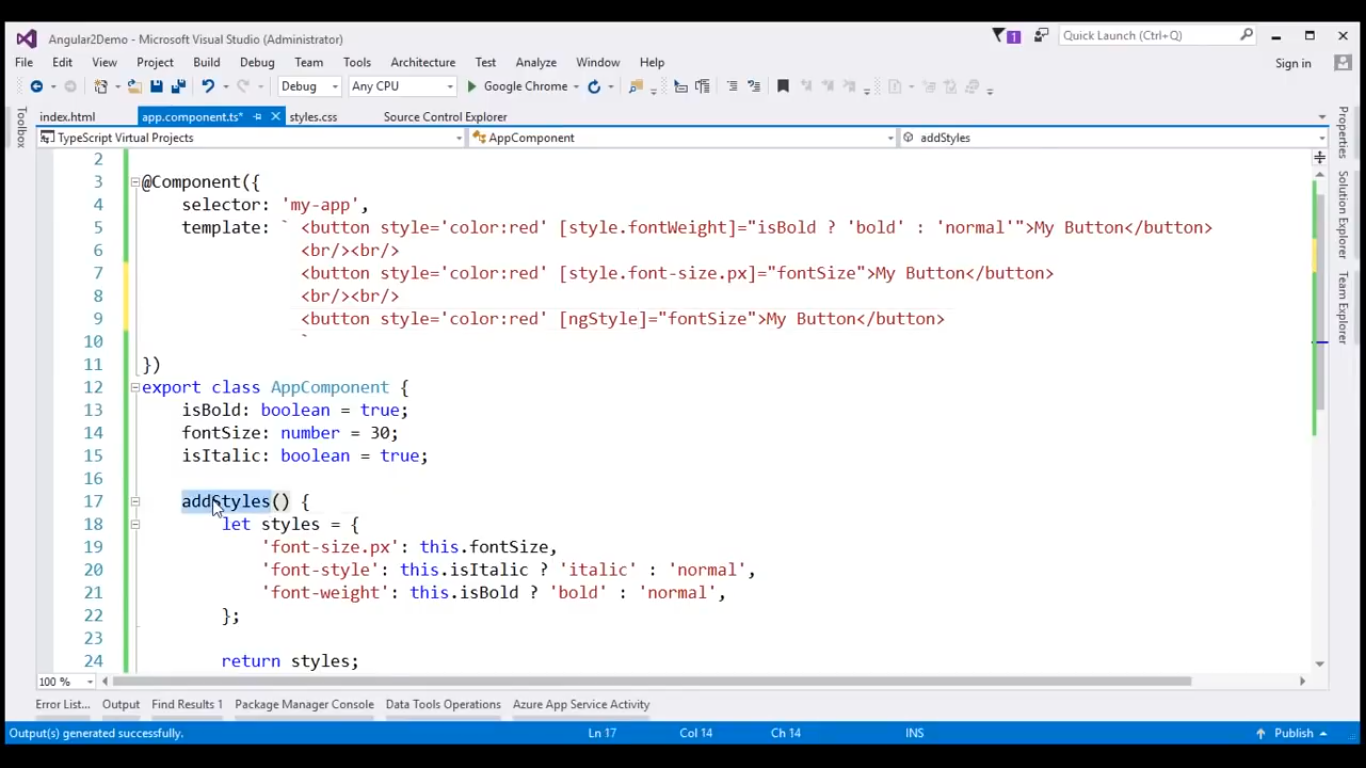 Angular2Demo - Microsoft Visual Studio (Administrator) 1 Quick Launch (Ctrl+Q)
File Edit View Project Build Debug Team Tools Architecture Test Analyze Window Help Sign in
Debug Any CPU Google Chrome
index.html app.component.ts* styles.css Source Control Explorer
TypeScript Virtual Projects AppComponent addStyles
Toolbox
2
3 @Component({
4 selector: 'my-app',
5 template: ` <button style='color:red' [style.fontWeight]="isBold ? 'bold' : 'normal'">My Button</button>
6 <br/><br/>
7 <button style='color:red' [style.font-size.px]="fontSize">My Button</button>
8 <br/><br/>
9 <button style='color:red' [ngStyle]="fontSize">My Button</button>
10 `
11 })
12 export class AppComponent {
13 isBold: boolean = true;
14 fontSize: number = 30;
15 isItalic: boolean = true;
16
17 addStyles() {
18 let styles = {
19 'font-size.px': this.fontSize,
20 'font-style': this.isItalic ? 'italic' : 'normal',
21 'font-weight': this.isBold ? 'bold' : 'normal',
22 };
23
24 return styles;
Properties
Solution Explorer
Team Explorer
100 %
Error List... Output Find Results 1 Package Manager Console Data Tools Operations Azure App Service Activity
Output(s) generated successfully. Ln 17 Col 14 Ch 14 INS Publish